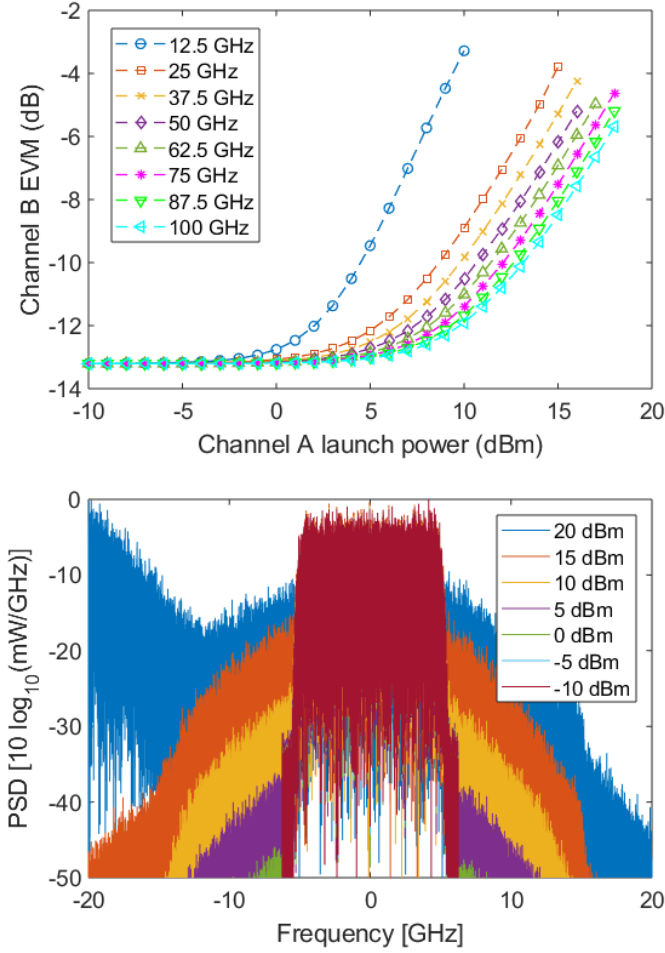 -2
-4
-6
-8
-10
-12
-14
Channel B EVM (dB)
12.5 GHz
25 GHz
37.5 GHz
50 GHz
62.5 GHz
75 GHz
87.5 GHz
100 GHz
-10 -5 0 5 10 15 20
Channel A launch power (dBm)
0
-10
-20
-30
-40
-50
PSD [10 log10(mW/GHz)]
20 dBm
15 dBm
10 dBm
5 dBm
0 dBm
-5 dBm
-10 dBm
-20 -10 0 10 20
Frequency [GHz]